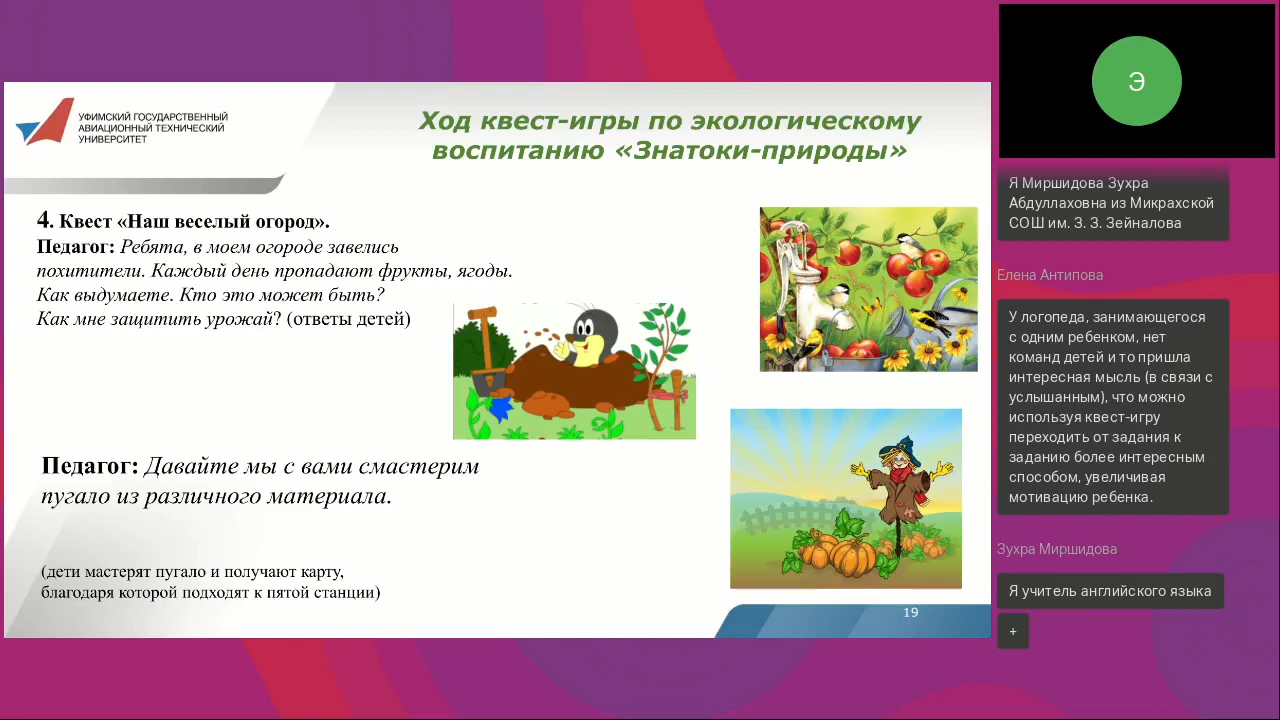 УФИМСКИЙ ГОСУДАРСТВЕННЫЙ
АВИАЦИОННЫЙ ТЕХНИЧЕСКИЙ
УНИВЕРСИТЕТ
Ход квест-игры по экологическому
воспитанию «Знатоки-природы»
4. Квест «Наш веселый огород».
Педагог: Ребята, в моем огороде завелись
похитители. Каждый день пропадают фрукты, ягоды.
Как выдумаете. Кто это может быть?
Как мне защитить урожай? (ответы детей)
Педагог: Давайте мы с вами смастерим
пугало из различного материала.
(дети мастерят пугало и получают карту,
благодаря которой подходят к пятой станции)
19
Э
Я Миршидова Зухра
Абдуллаховна из Микрахской
СОШ им. З. З. Зейналова
Елена Антипова
У логопеда, занимающегося
с одним ребенком, нет
команд детей и то пришла
интересная мысль (в связи с
услышанным), что можно
используя квест-игру
переходить от задания к
заданию более интересным
способом, увеличивая
мотивацию ребенка.
Зухра Миршидова
Я учитель английского языка
+